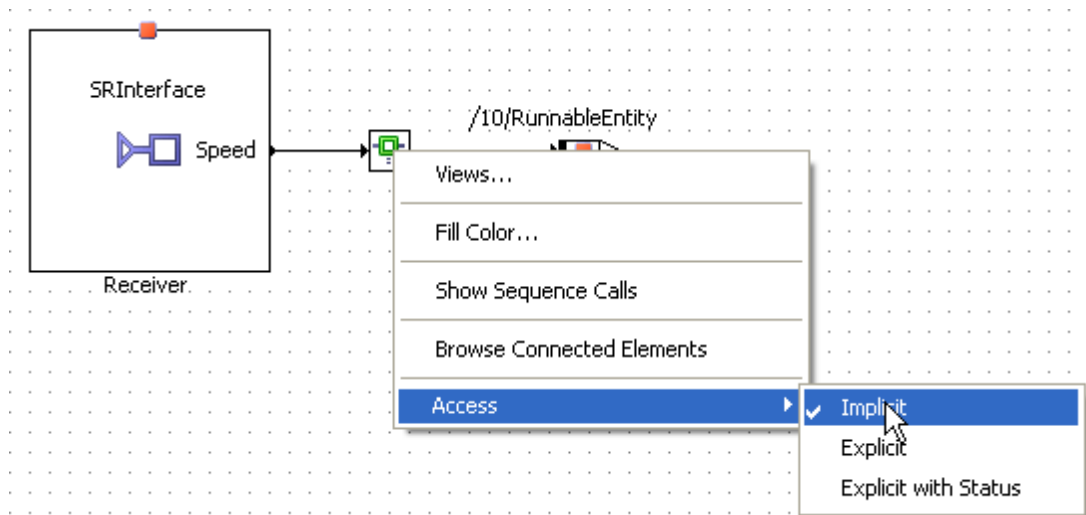 SRInterface
Speed
Receiver
/10/RunnableEntity
Views...
Fill Color...
Show Sequence Calls
Browse Connected Elements
Access
Implicit
Explicit
Explicit with Status